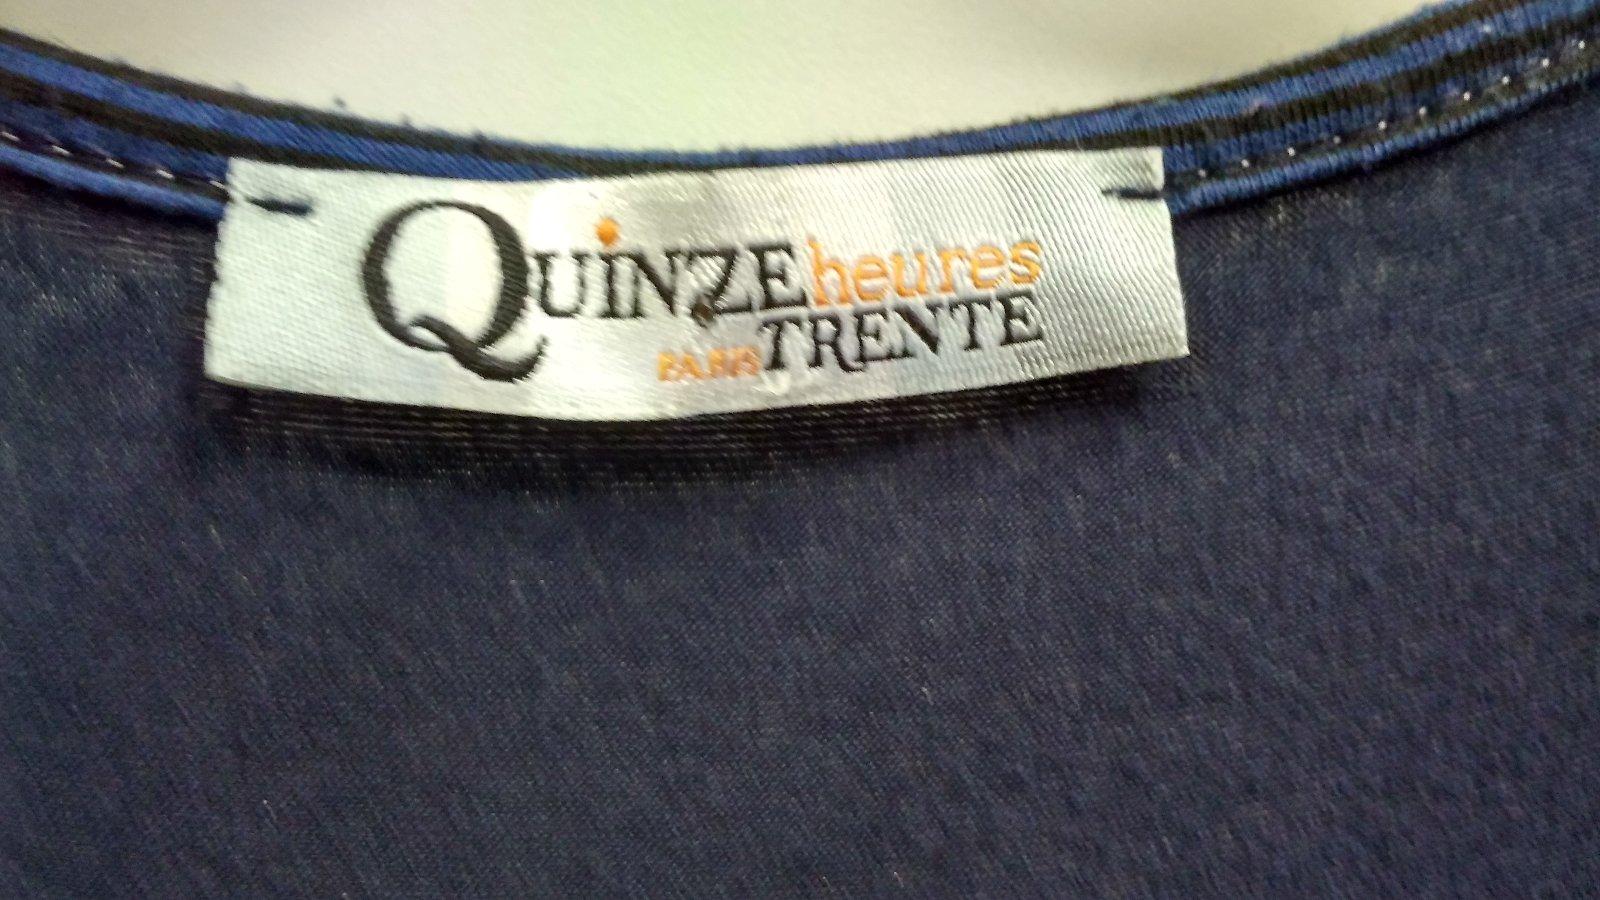 QUiNZE heures
PARIS TRENTE